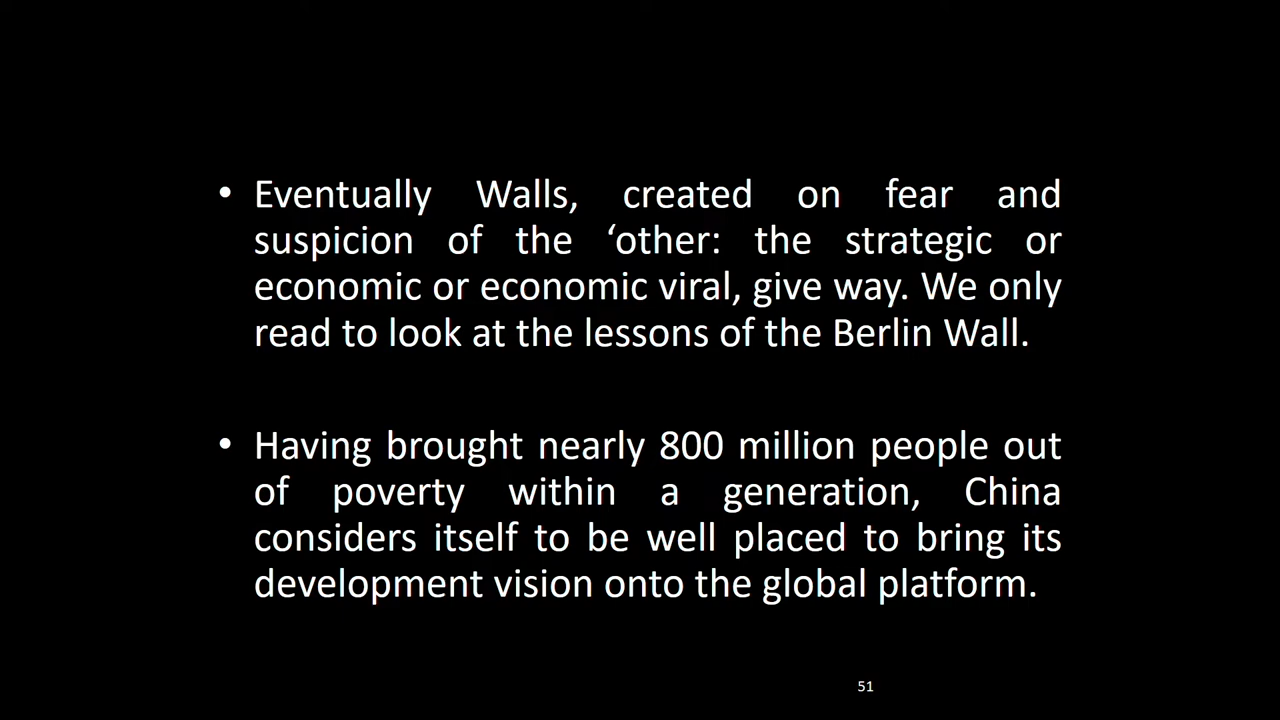 • Eventually Walls, created on fear and
suspicion of the ‘other: the strategic or
economic or economic viral, give way. We only
read to look at the lessons of the Berlin Wall.
• Having brought nearly 800 million people out
of poverty within a generation, China
considers itself to be well placed to bring its
development vision onto the global platform.
51